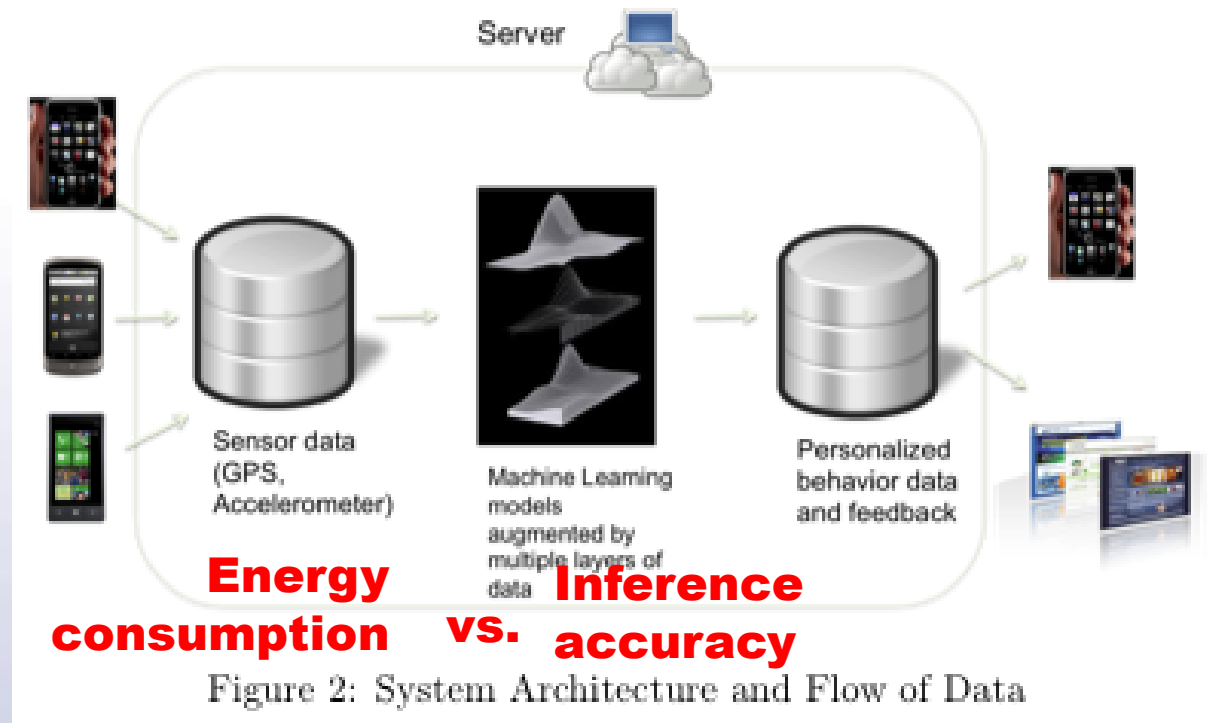 Server
Sensor data
(GPS,
Accelerometer)
Machine Learning
models
augmented by
multiple layers of
data
Personalized
behavior data
and feedback
Energy
consumption
vs.
Inference
accuracy
Figure 2: System Architecture and Flow of Data